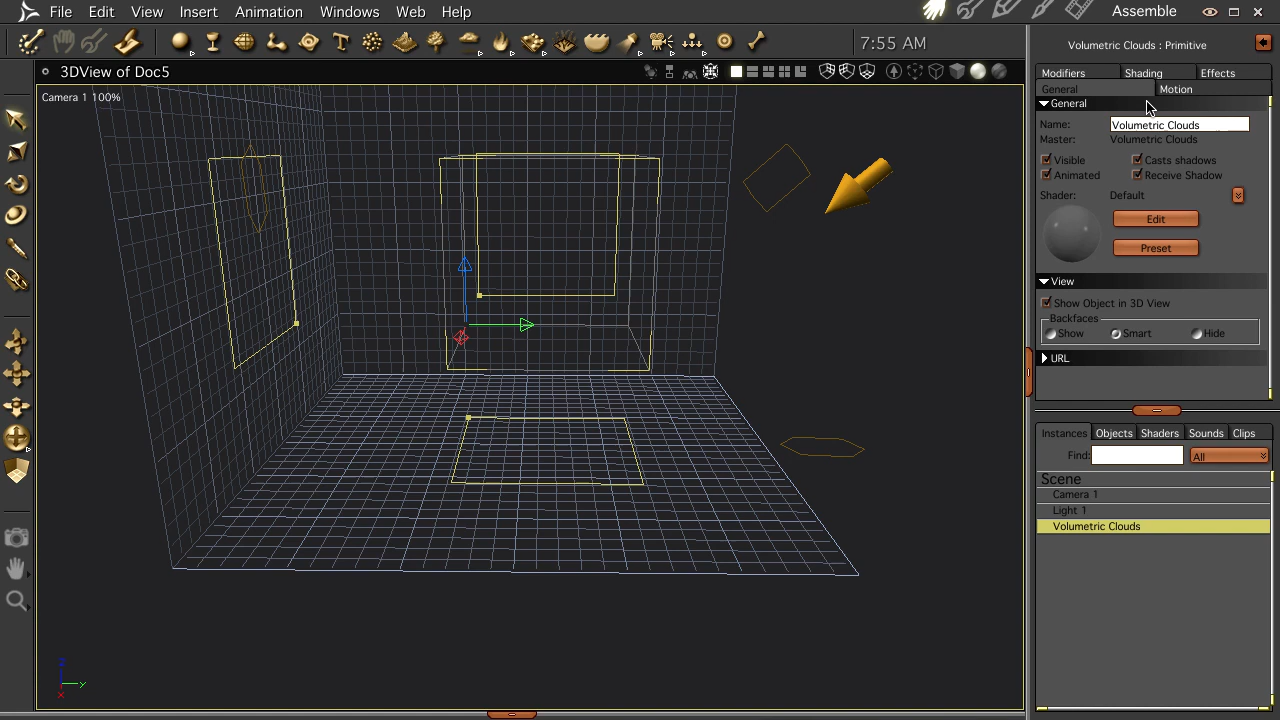 File Edit View Insert Animation Windows Web Help
Assemble
7:55 AM
Volumetric Clouds : Primitive
3DView of Doc5
Camera 1 100%
Modifiers Shading Effects
General Motion
General
Name: Volumetric Clouds
Master: Volumetric Clouds
Visible Casts shadows
Animated Receive Shadow
Shader: Default
Edit
Preset
View
Show Object in 3D View
Backfaces
Show Smart Hide
URL
Instances Objects Shaders Sounds Clips
Find: All
Scene
Camera 1
Light 1
Volumetric Clouds
Z
Y
X